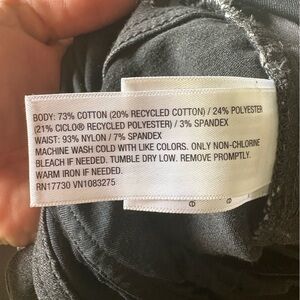 BODY: 73% COTTON (20% RECYCLED COTTON) / 24% POLYESTER
(21% CICLO® RECYCLED POLYESTER) / 3% SPANDEX
WAIST: 93% NYLON / 7% SPANDEX
MACHINE WASH COLD WITH LIKE COLORS. ONLY NON-CHLORINE
BLEACH IF NEEDED. TUMBLE DRY LOW. REMOVE PROMPTLY.
WARM IRON IF NEEDED.
RN17730 VN1083275